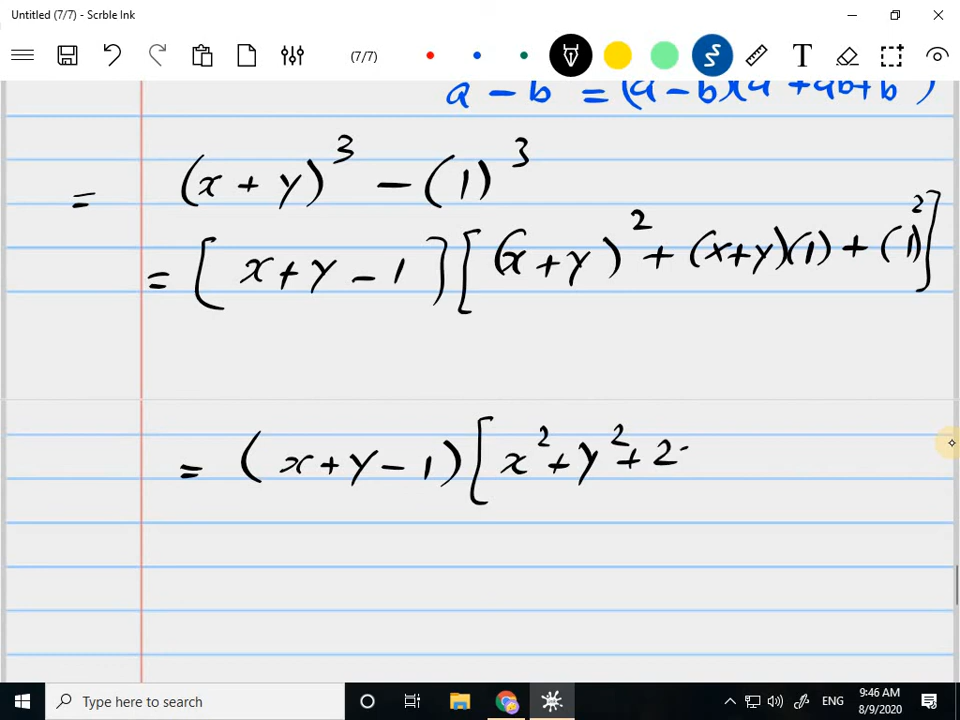 Untitled (7/7) - Scrble Ink
(7/7)
T
a - b = (a - b)(a + ab + b )
= (x + y)³ - (1)³
= [x + y - 1][(x + y)² + (x+y)(1) + (1)²]
= (x + y - 1)[x² + y² + 2
Type here to search
ENG
9:46 AM
8/9/2020